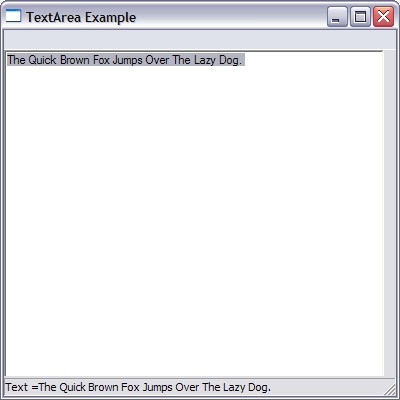 TextArea Example
The Quick Brown Fox Jumps Over The Lazy Dog.
Text =The Quick Brown Fox Jumps Over The Lazy Dog.